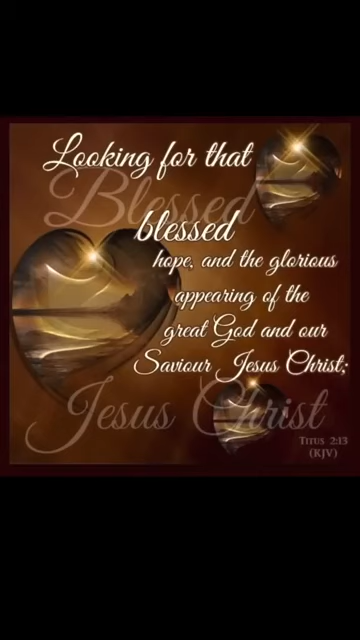 Looking for that
Blessed
blessed
hope, and the glorious
appearing of the
great God and our
Saviour Jesus Christ;
Jesus Christ
Titus 2:13
(KJV)